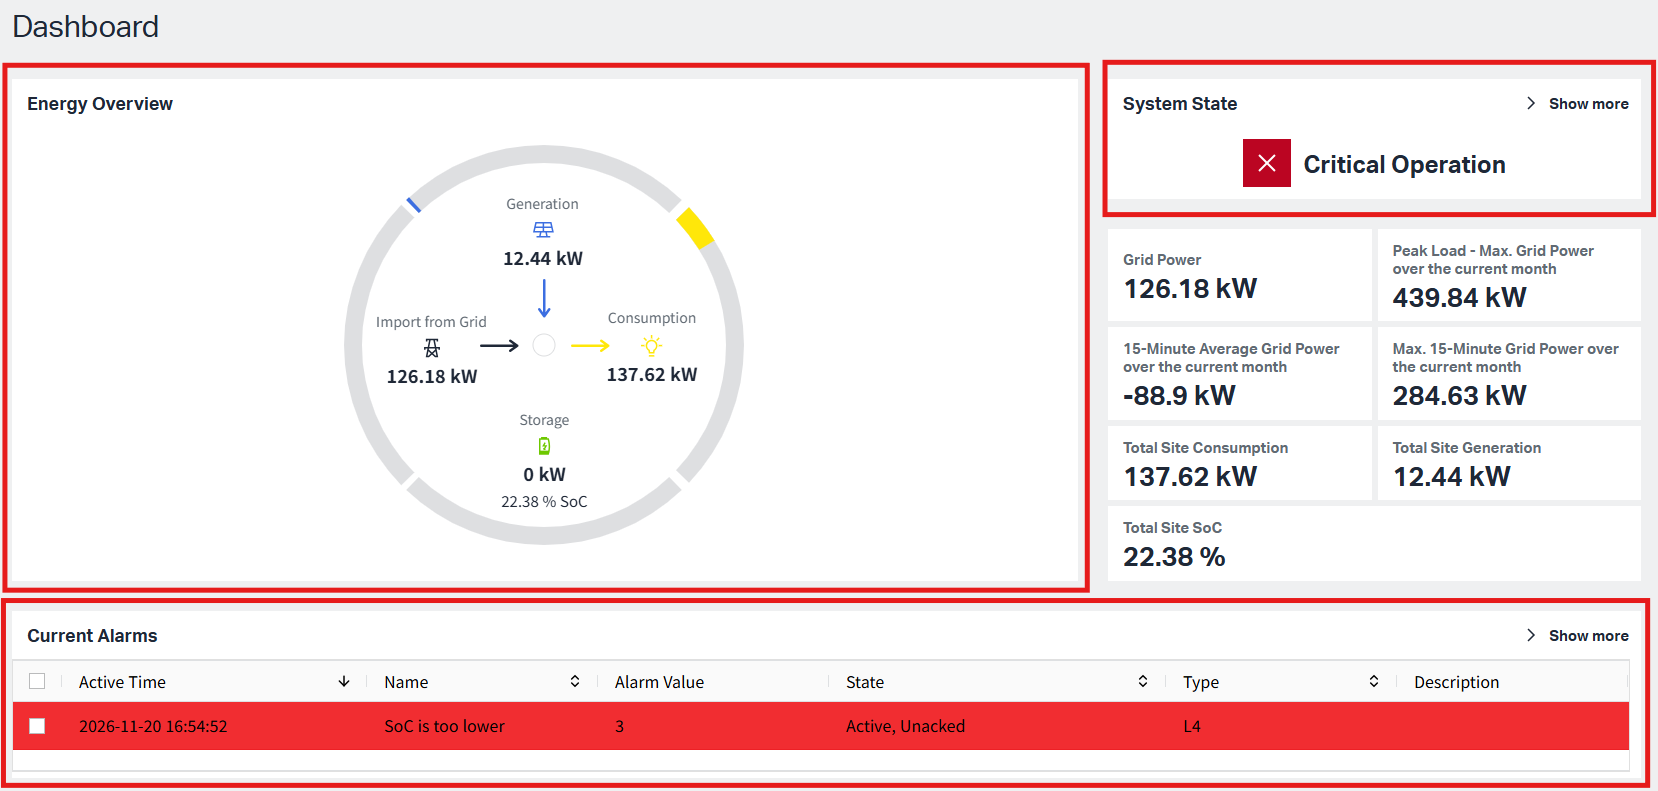 Dashboard
Energy Overview
Generation
12.44 kW
Import from Grid
126.18 kW
Consumption
137.62 kW
Storage
0 kW
22.38 % SoC
System State
Show more
Critical Operation
Grid Power
126.18 kW
Peak Load - Max. Grid Power
over the current month
439.84 kW
15-Minute Average Grid Power
over the current month
-88.9 kW
Max. 15-Minute Grid Power over
the current month
284.63 kW
Total Site Consumption
137.62 kW
Total Site Generation
12.44 kW
Total Site SoC
22.38 %
Current Alarms
Show more
Active Time Name Alarm Value State Type Description
2026-11-20 16:54:52 SoC is too lower 3 Active, Unacked L4